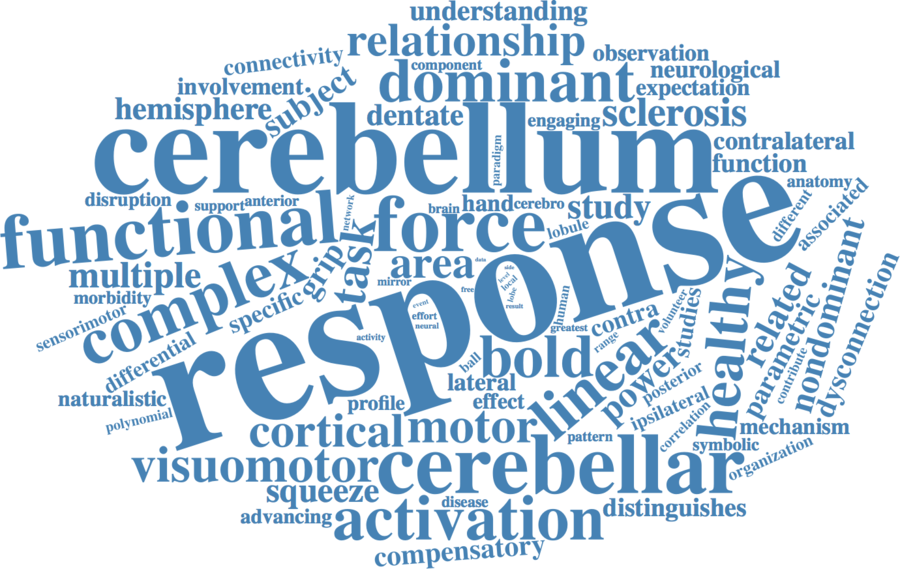 understanding
relationship
connectivity
component
observation
neurological
involvement
dominant
expectation
hemisphere
subject
dentate
engaging
sclerosis
cerebellum
paradigm
contralateral
function
disruption
support
anterior
network
brain
hand
cerebro
study
anatomy
different
associated
functional
force
lobule
multiple
complex
grip
task
area
data
side
level
local
lobe
result
response
morbidity
specific
mirror
free
human
volunteer
healthy
related
nondominant
dysconnection
sensorimotor
differential
event
effort
neural
activity
greatest
contra
range
studies
parametric
contribute
naturalistic
polynomial
profile
ball
bold
linear
power
posterior
lateral
effect
ipsilateral
correlation
mechanism
cortical
motor
pattern
symbolic
organization
visuomotor
cerebellar
squeeze
disease
distinguishes
advancing
activation
compensatory